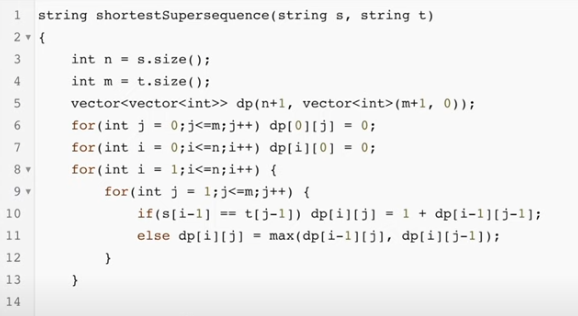 1 string shortestSupersequence(string s, string t)
2 {
3 int n = s.size();
4 int m = t.size();
5 vector<vector<int>> dp(n+1, vector<int>(m+1, 0));
6 for(int j = 0;j<=m;j++) dp[0][j] = 0;
7 for(int i = 0;i<=n;i++) dp[i][0] = 0;
8 for(int i = 1;i<=n;i++) {
9 for(int j = 1;j<=m;j++) {
10 if(s[i-1] == t[j-1]) dp[i][j] = 1 + dp[i-1][j-1];
11 else dp[i][j] = max(dp[i-1][j], dp[i][j-1]);
12 }
13 }
14